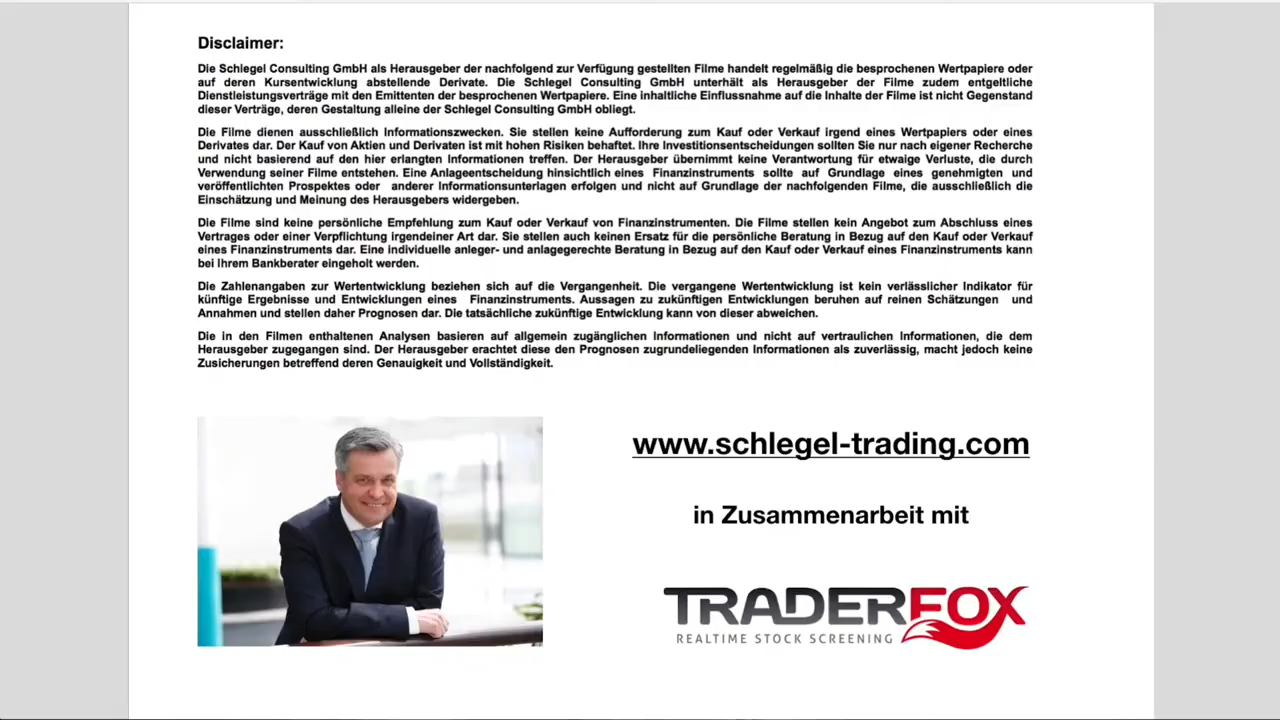 Disclaimer:
Die Schlegel Consulting GmbH als Herausgeber der nachfolgend zur Verfügung gestellten Filme handelt regelmäßig die besprochenen Wertpapiere oder
auf deren Kursentwicklung abstellende Derivate. Die Schlegel Consulting GmbH unterhält als Herausgeber der Filme zudem entgeltliche
Dienstleistungsverträge mit den Emittenten der besprochenen Wertpapiere. Eine inhaltliche Einflussnahme auf die Inhalte der Filme ist nicht Gegenstand
dieser Verträge, deren Gestaltung alleine der Schlegel Consulting GmbH obliegt.
Die Filme dienen ausschließlich Informationszwecken. Sie stellen keine Aufforderung zum Kauf oder Verkauf irgend eines Wertpapiers oder eines
Derivates dar. Der Kauf von Aktien und Derivaten ist mit hohen Risiken behaftet. Ihre Investitionsentscheidungen sollten Sie nur nach eigener Recherche
und nicht basierend auf den hier erlangten Informationen treffen. Der Herausgeber übernimmt keine Verantwortung für etwaige Verluste, die durch
Verwendung seiner Filme entstehen. Eine Anlageentscheidung hinsichtlich eines Finanzinstruments sollte auf Grundlage eines genehmigten und
veröffentlichten Prospektes oder anderer Informationsunterlagen erfolgen und nicht auf Grundlage der nachfolgenden Filme, die ausschließlich die
Einschätzung und Meinung des Herausgebers widergeben.
Die Filme sind keine persönliche Empfehlung zum Kauf oder Verkauf von Finanzinstrumenten. Die Filme stellen kein Angebot zum Abschluss eines
Vertrages oder einer Verpflichtung irgendeiner Art dar. Sie stellen auch keinen Ersatz für die persönliche Beratung in Bezug auf den Kauf oder Verkauf
eines Finanzinstruments dar. Eine individuelle anleger- und anlagegerechte Beratung in Bezug auf den Kauf oder Verkauf eines Finanzinstruments kann
bei Ihrem Bankberater eingeholt werden.
Die Zahlenangaben zur Wertentwicklung beziehen sich auf die Vergangenheit. Die vergangene Wertentwicklung ist kein verlässlicher Indikator für
künftige Ergebnisse und Entwicklungen eines Finanzinstruments. Aussagen zu zukünftigen Entwicklungen beruhen auf reinen Schätzungen und
Annahmen und stellen daher Prognosen dar. Die tatsächliche zukünftige Entwicklung kann von dieser abweichen.
Die in den Filmen enthaltenen Analysen basieren auf allgemein zugänglichen Informationen und nicht auf vertraulichen Informationen, die dem
Herausgeber zugegangen sind. Der Herausgeber erachtet diese den Prognosen zugrundeliegenden Informationen als zuverlässig, macht jedoch keine
Zusicherungen betreffend deren Genauigkeit und Vollständigkeit.
www.schlegel-trading.com
in Zusammenarbeit mit
TRADERFOX
REALTIME STOCK SCREENING